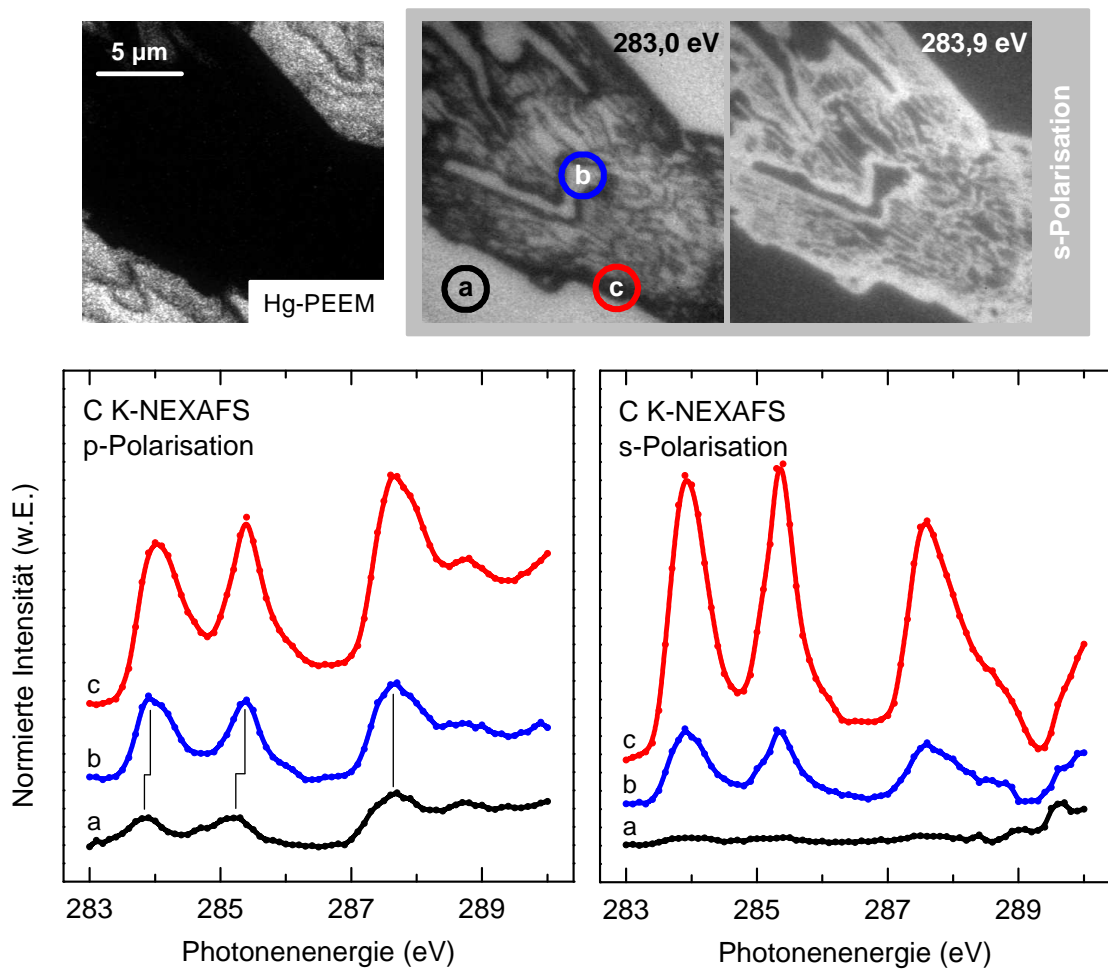 5 µm
Hg-PEEM
283,0 eV
b
a
c
283,9 eV
s-Polarisation
C K-NEXAFS
p-Polarisation
c
b
a
283
285
287
289
Photonenenergie (eV)
Normierte Intensität (w.E.)
C K-NEXAFS
s-Polarisation
c
b
a
283
285
287
289
Photonenenergie (eV)